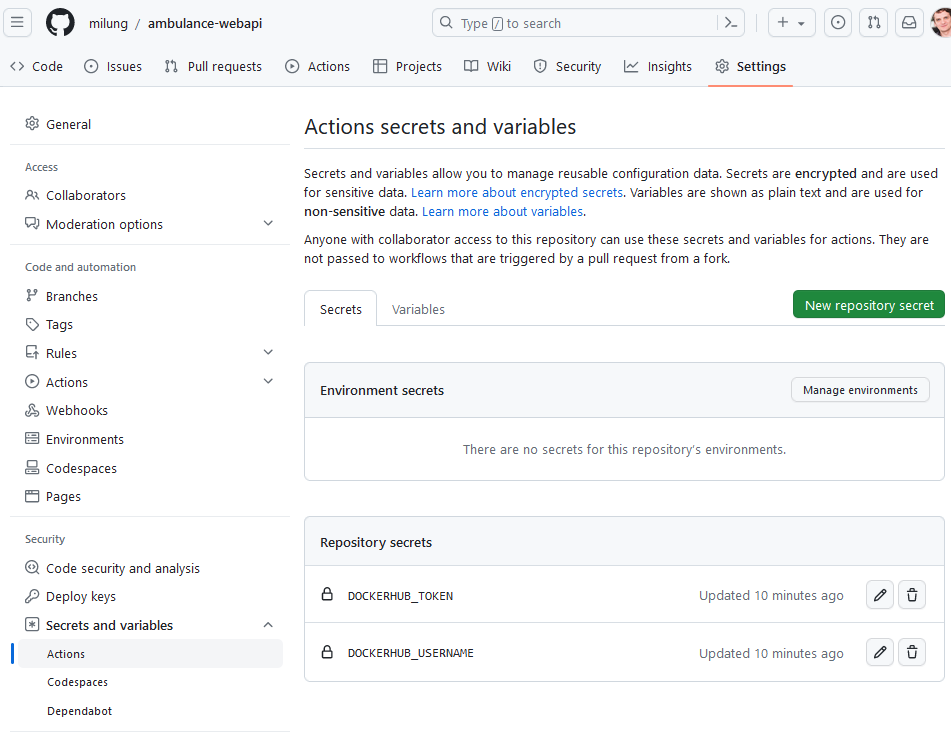 milung / ambulance-webapi
Type / to search
Code
Issues
Pull requests
Actions
Projects
Wiki
Security
Insights
Settings
General
Access
Collaborators
Moderation options
Code and automation
Branches
Tags
Rules
Actions
Webhooks
Environments
Codespaces
Pages
Security
Code security and analysis
Deploy keys
Secrets and variables
Actions
Codespaces
Dependabot
Actions secrets and variables
Secrets and variables allow you to manage reusable configuration data. Secrets are encrypted and are used
for sensitive data. Learn more about encrypted secrets. Variables are shown as plain text and are used for
non-sensitive data. Learn more about variables.
Anyone with collaborator access to this repository can use these secrets and variables for actions. They are
not passed to workflows that are triggered by a pull request from a fork.
Secrets
Variables
New repository secret
Environment secrets
Manage environments
There are no secrets for this repository's environments.
Repository secrets
DOCKERHUB_TOKEN
Updated 10 minutes ago
DOCKERHUB_USERNAME
Updated 10 minutes ago